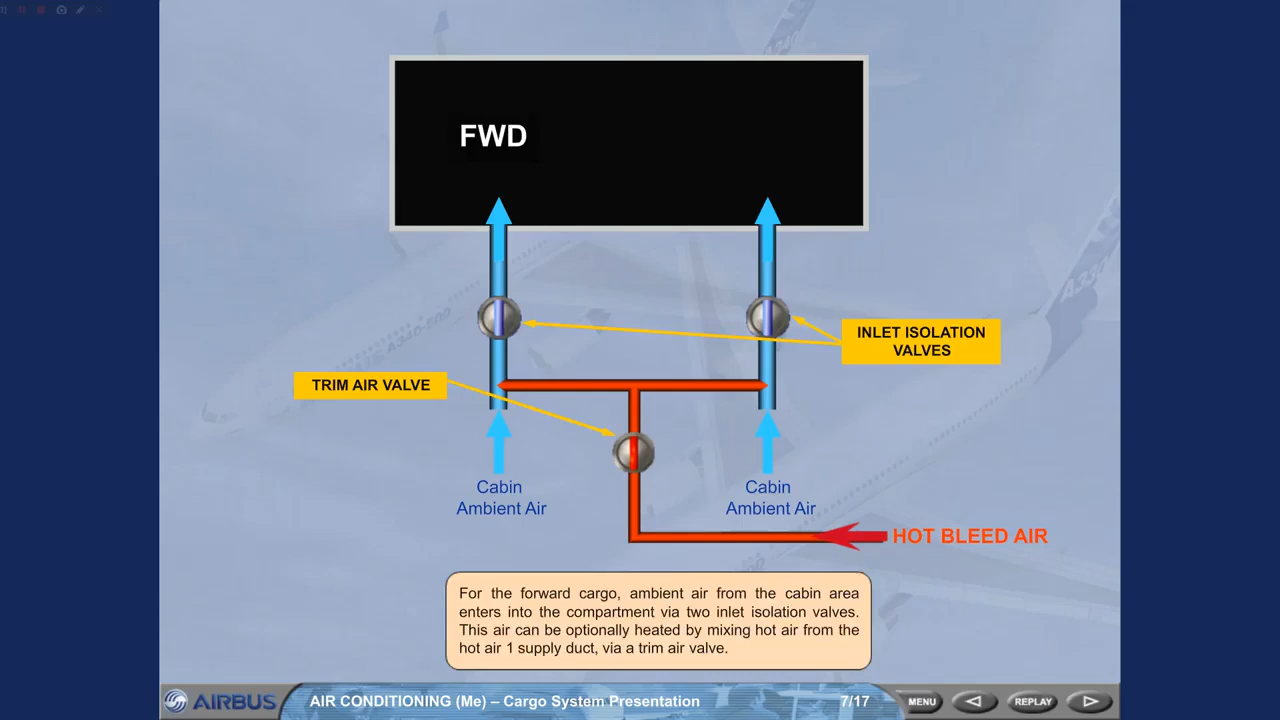 FWD
INLET ISOLATION
VALVES
TRIM AIR VALVE
Cabin
Ambient Air
Cabin
Ambient Air
HOT BLEED AIR
For the forward cargo, ambient air from the cabin area
enters into the compartment via two inlet isolation valves.
This air can be optionally heated by mixing hot air from the
hot air 1 supply duct, via a trim air valve.
AIRBUS
AIR CONDITIONING (Me) – Cargo System Presentation
7/17
MENU
REPLAY